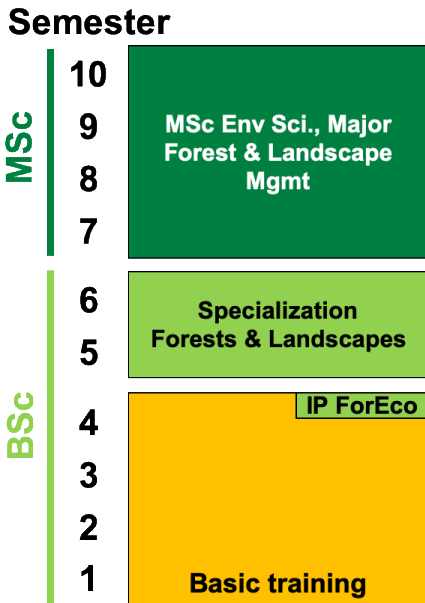 Semester
MSc
10
9
8
7
MSc Env Sci., Major
Forest & Landscape
Mgmt
BSc
6
5
4
3
2
1
Specialization
Forests & Landscapes
IP ForEco
Basic training